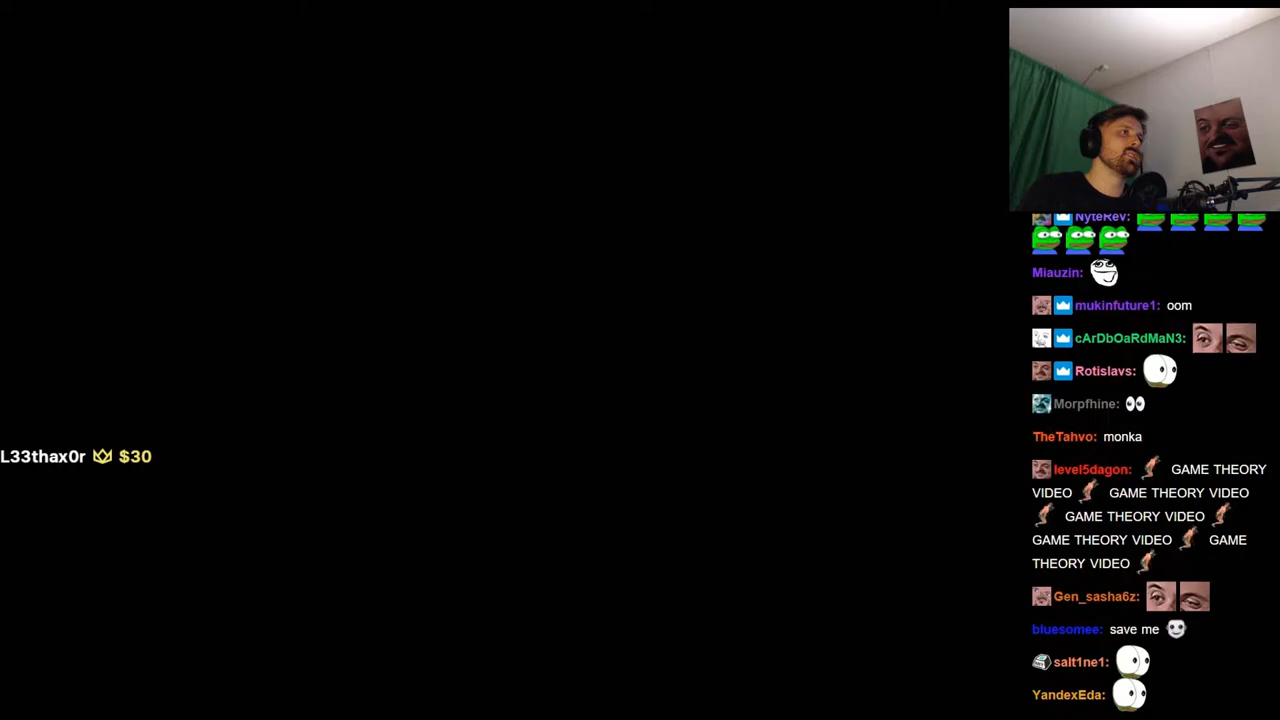 NyteRev:
Miauzin:
mukinfuture1: oom
cArDbOaRdMaN3:
Rotislavs:
Morpfhine:
TheTahvo: monka
L33thax0r $30
level5dagon: GAME THEORY
VIDEO GAME THEORY VIDEO
GAME THEORY VIDEO
GAME THEORY VIDEO GAME
THEORY VIDEO
Gen_sasha6z:
bluesomee: save me
salt1ne1:
YandexEda: